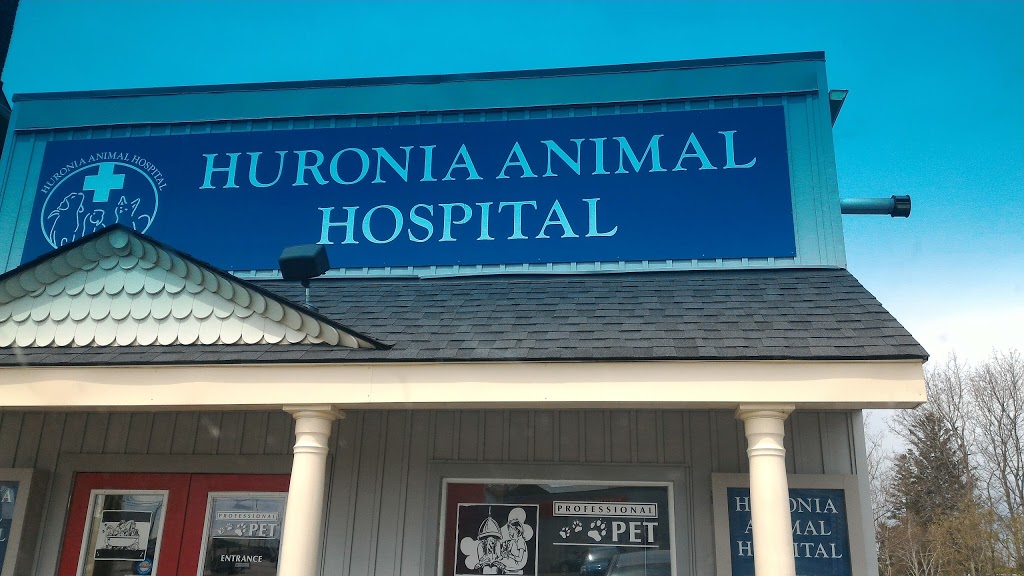 HURONIA ANIMAL HOSPITAL
HURONIA ANIMAL
HOSPITAL
PROFESSIONAL
PET
ENTRANCE
PROFESSIONAL
PET
HURONIA
ANIMAL
HOSPITAL